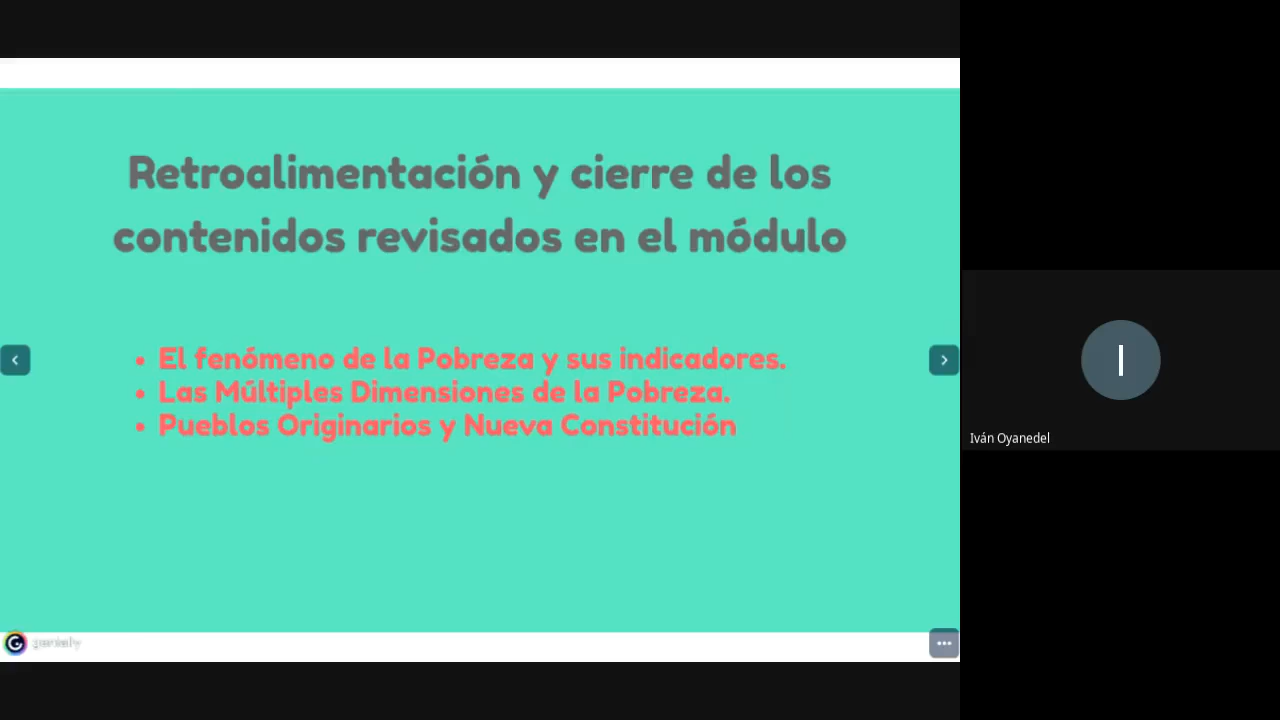 Retroalimentación y cierre de los
contenidos revisados en el módulo
• El fenómeno de la Pobreza y sus indicadores.
• Las Múltiples Dimensiones de la Pobreza.
• Pueblos Originarios y Nueva Constitución
genially
I
Iván Oyanedel